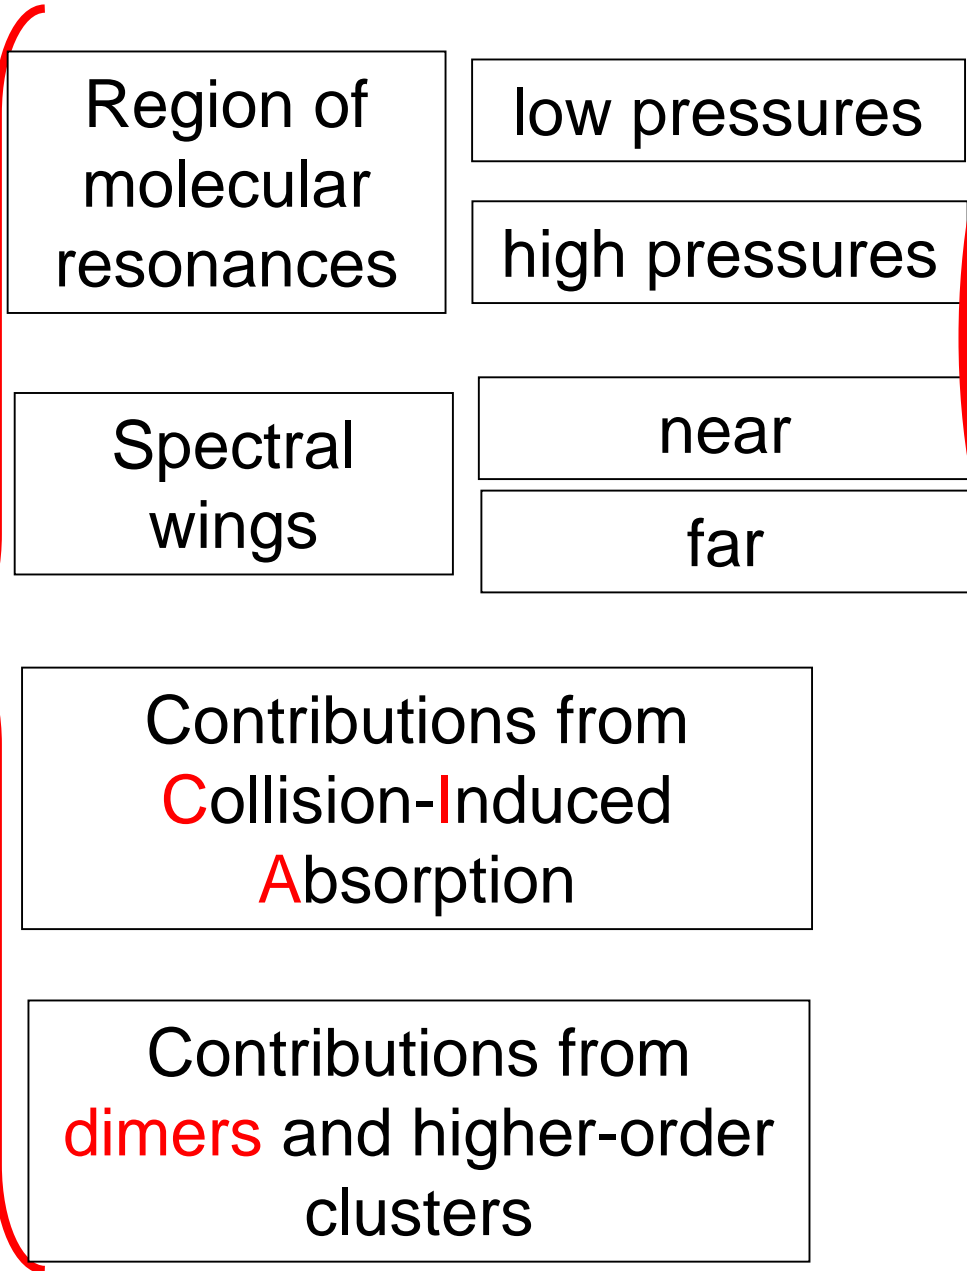 Region of
molecular
resonances
low pressures
high pressures
Spectral
wings
near
far
Contributions from
Collision-Induced
Absorption
Contributions from
dimers and higher-order
clusters